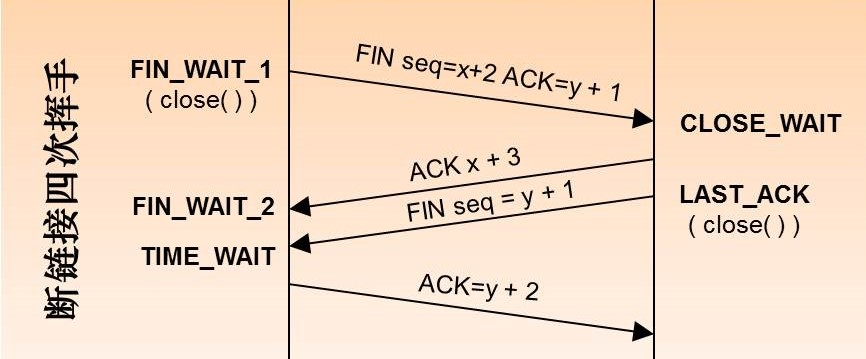 断链接四次挥手
FIN_WAIT_1
( close( ) )
FIN seq=x+2 ACK=y + 1
CLOSE_WAIT
ACK x + 3
FIN_WAIT_2
FIN seq = y + 1
LAST_ACK
( close( ) )
TIME_WAIT
ACK=y + 2